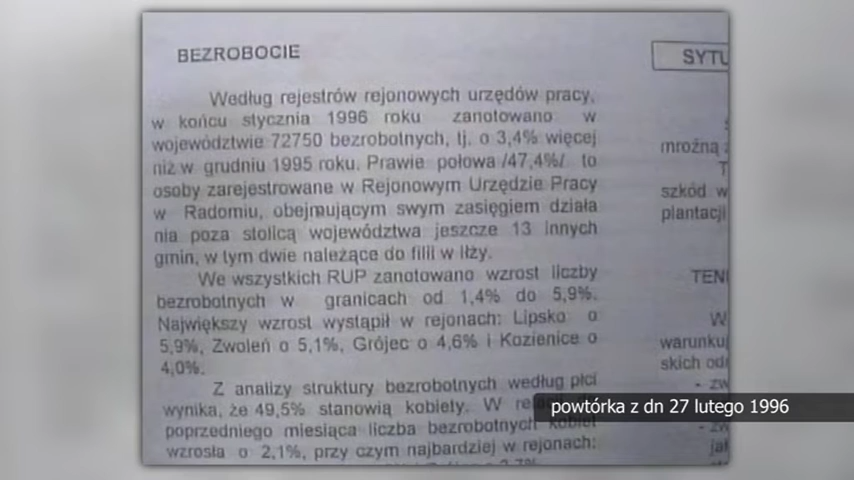 BEZROBOCIE
Według rejestrów rejonowych urzędów pracy,
w końcu stycznia 1996 roku zanotowano w
województwie 72750 bezrobotnych, tj. o 3,4% więcej
niż w grudniu 1995 roku. Prawie połowa /47,4%/ to
osoby zarejestrowane w Rejonowym Urzędzie Pracy
w Radomiu, obejmującym swym zasięgiem działa
nia poza stolicą województwa jeszcze 13 innych
gmin, w tym dwie należące do filii w Iłży.
We wszystkich RUP zanotowano wzrost liczby
bezrobotnych w granicach od 1,4% do 5,9%.
Największy wzrost wystąpił w rejonach: Lipsko o
5,9%, Zwoleń o 5,1%, Grójec o 4,6% i Kozienice o
4,0%.
Z analizy struktury bezrobotnych według płci
wynika, że 49,5% stanowią kobiety. W
poprzedniego miesiąca liczba bezrobotnych kobiet
wzrosła o 2,1%, przy czym najbardziej w rejonach:
SYTU
mroźną
szkód w
plantacji
TEN
W
warunku
skich od
- zw
powtórka z dn 27 lutego 1996